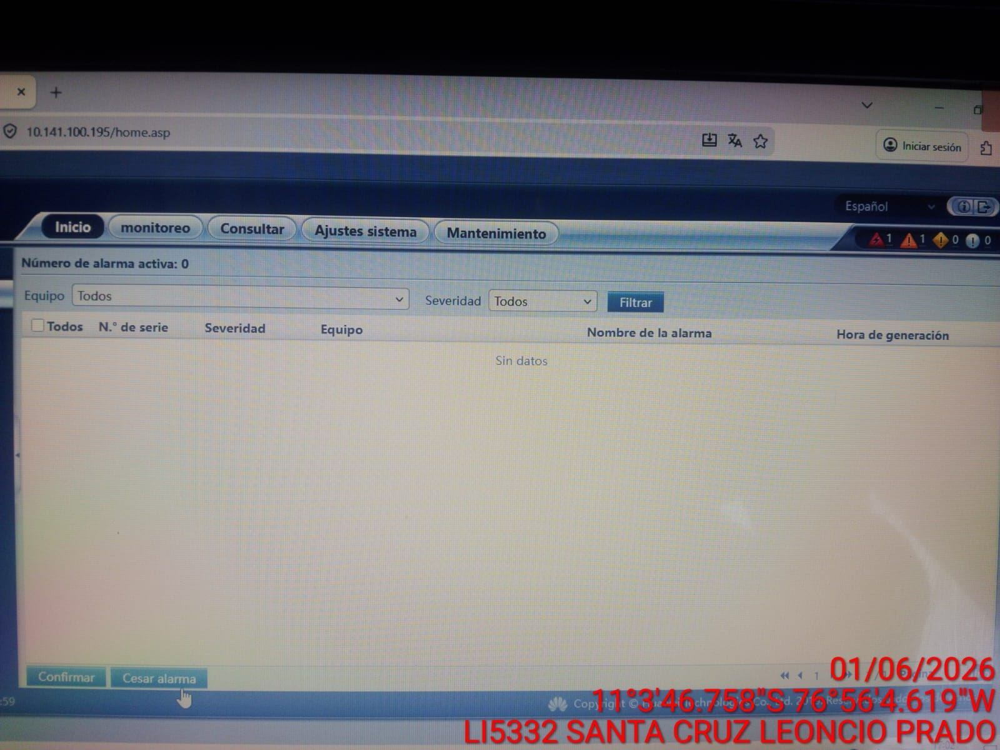 10.141.100.195/home.asp
Iniciar sesión
Español
Inicio monitoreo Consultar Ajustes sistema Mantenimiento
1 1 0 0
Número de alarma activa: 0
Equipo Todos Severidad Todos Filtrar
Todos N.° de serie Severidad Equipo Nombre de la alarma Hora de generación
Sin datos
Confirmar Cesar alarma
1
:59
Copyright ©
01/06/2026
11°3'46.758"S 76°56'4.619"W
LI5332 SANTA CRUZ LEONCIO PRADO